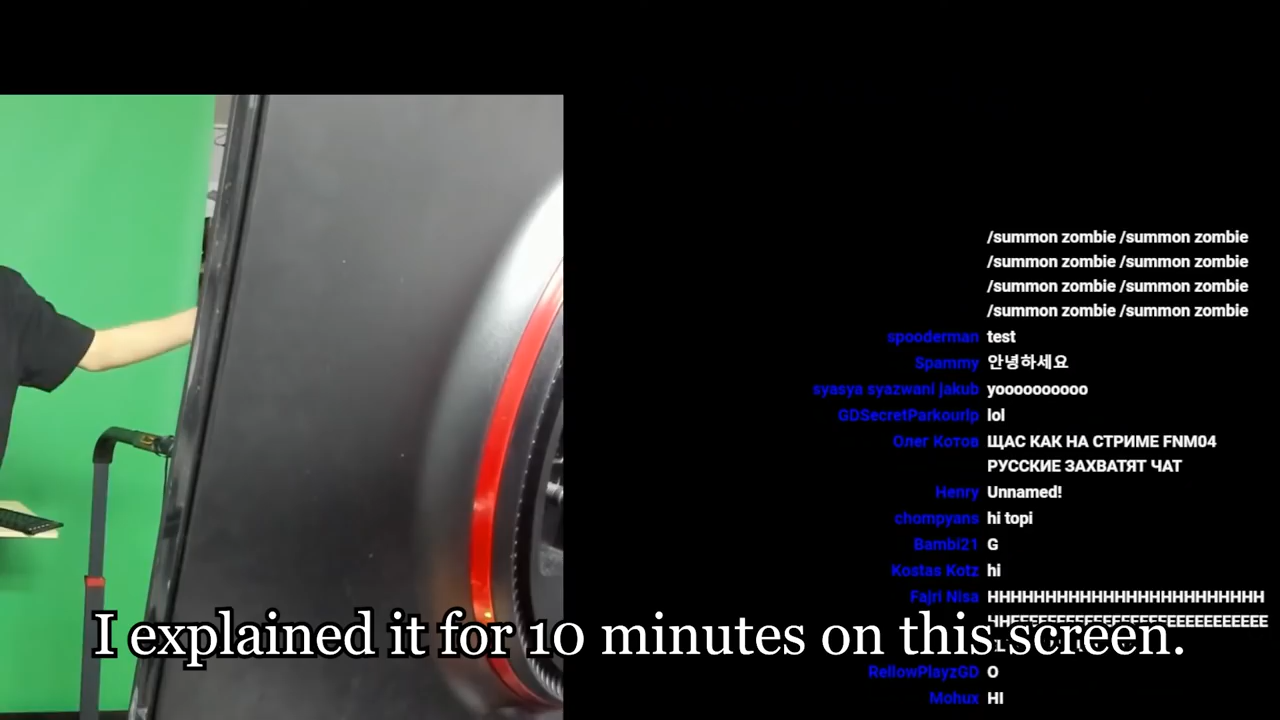 /summon zombie /summon zombie
/summon zombie /summon zombie
/summon zombie /summon zombie
/summon zombie /summon zombie
spooderman test
Spammy 안녕하세요
syasya syazwani jakub yoooooooooo
GDSecretParkourlp lol
Олег Котов ЩАС КАК НА СТРИМЕ FNM04
РУССКИЕ ЗАХВАТЯТ ЧАТ
Henry Unnamed!
chompyans hi topi
Bambi21 G
Kostas Kotz hi
Fajri Nisa HHHHHHHHHHHHHHHHHHHHHHHH
I explained it for 10 minutes on this screen.
RellowPlayzGD O
Mohux HI